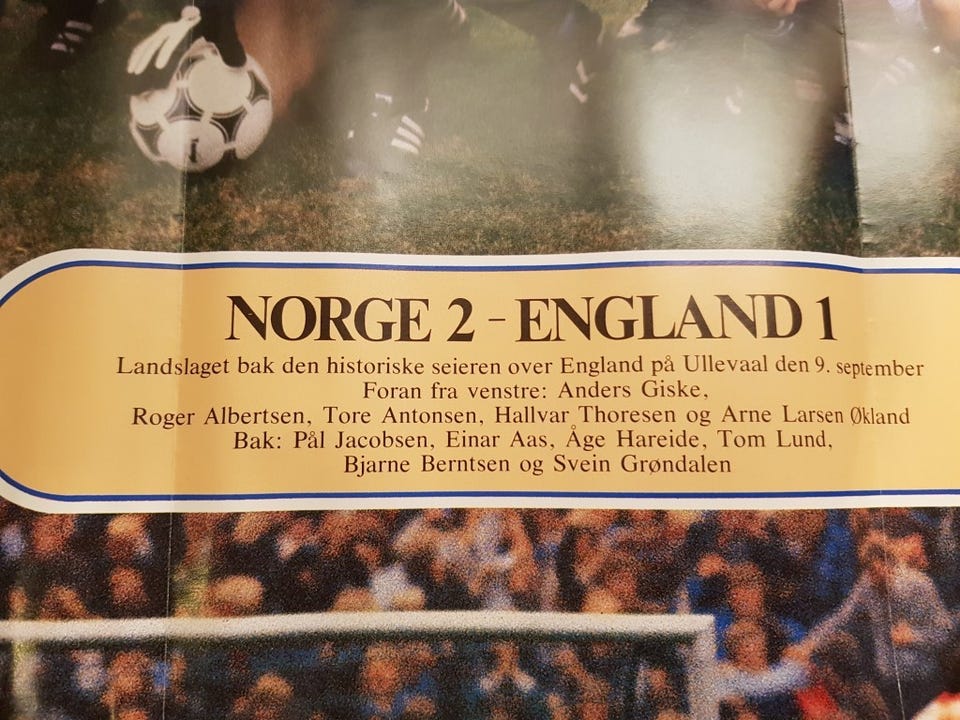 NORGE 2 - ENGLAND 1
Landslaget bak den historiske seieren over England på Ullevaal den 9. september
Foran fra venstre: Anders Giske,
Roger Albertsen, Tore Antonsen, Hallvar Thoresen og Arne Larsen Økland
Bak: Pål Jacobsen, Einar Aas, Åge Hareide, Tom Lund,
Bjarne Berntsen og Svein Grøndalen